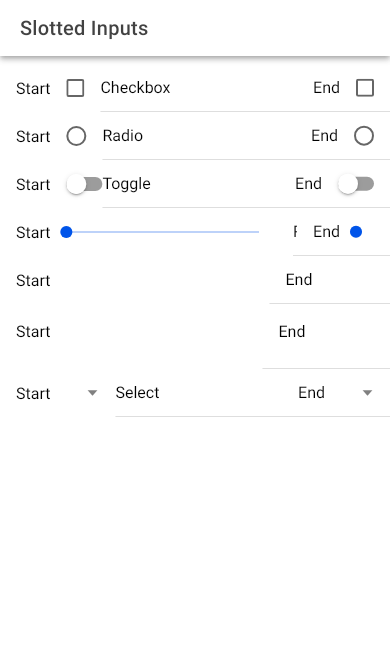 Slotted Inputs
Start Checkbox End
Start Radio End
Start Toggle End
Start End
Start End
Start End
Start Select End